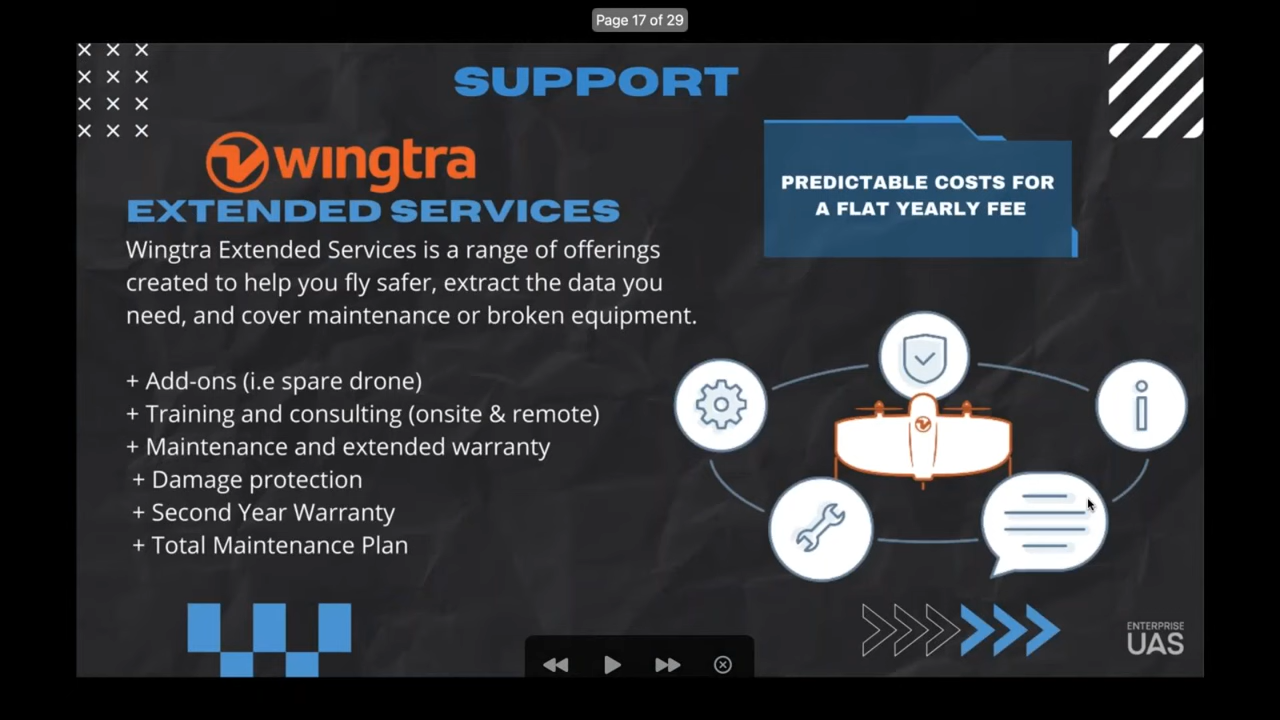 Page 17 of 29
SUPPORT
wingtra
EXTENDED SERVICES
Wingtra Extended Services is a range of offerings
created to help you fly safer, extract the data you
need, and cover maintenance or broken equipment.
+ Add-ons (i.e spare drone)
+ Training and consulting (onsite & remote)
+ Maintenance and extended warranty
+ Damage protection
+ Second Year Warranty
+ Total Maintenance Plan
PREDICTABLE COSTS FOR
A FLAT YEARLY FEE
ENTERPRISE
UAS